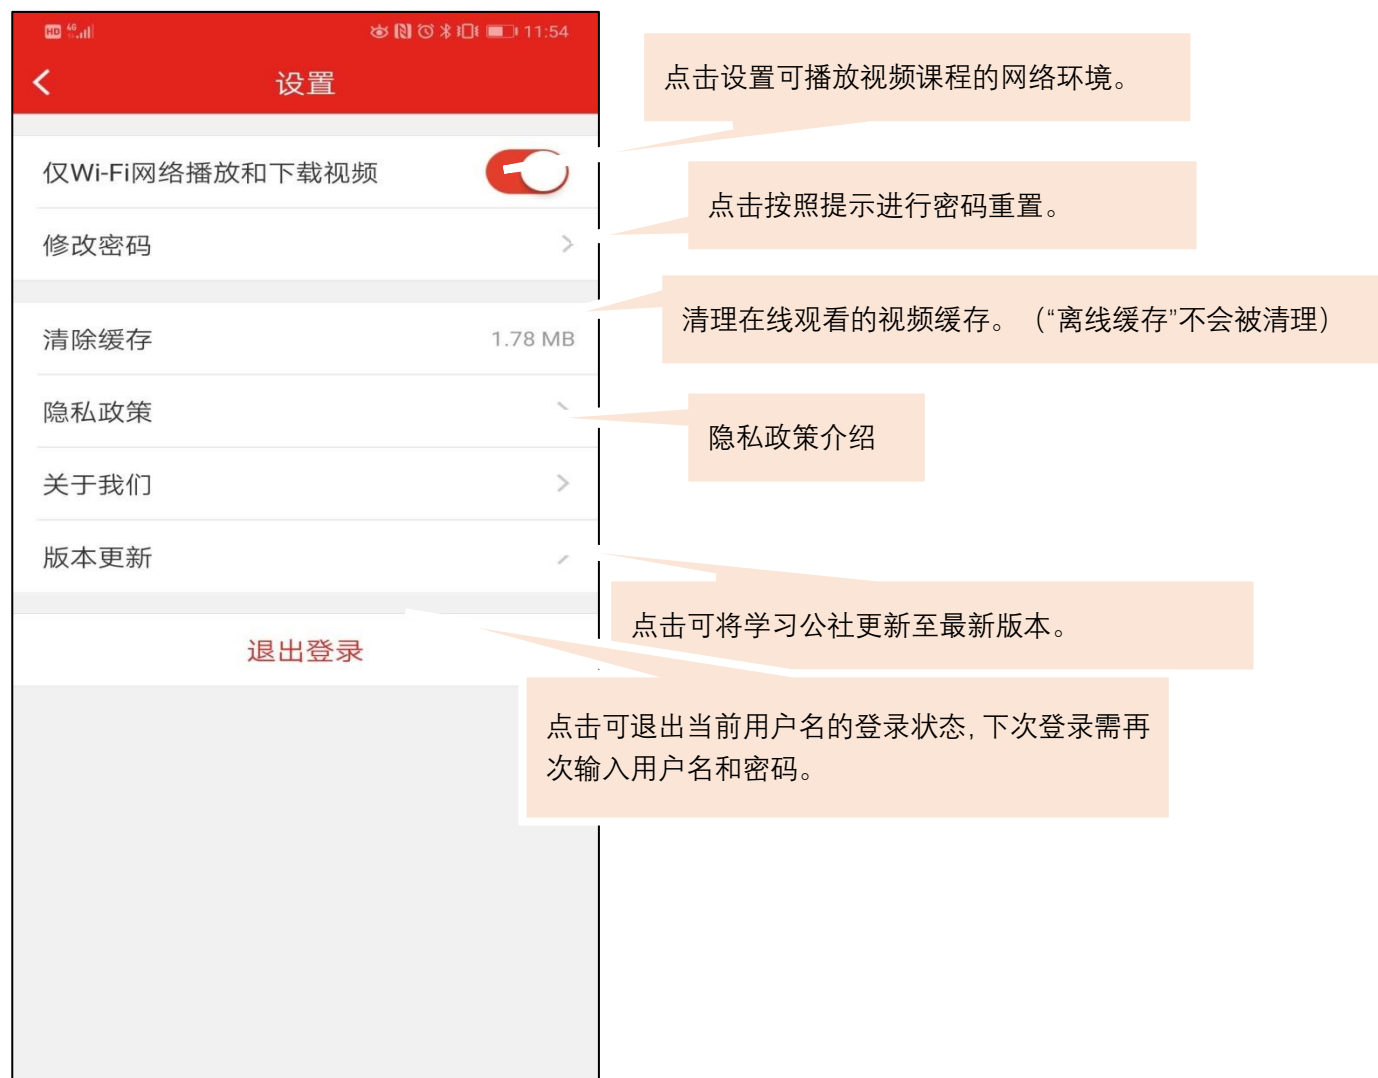 HD 4G 11:54
设置
点击设置可播放视频课程的网络环境。
仅Wi-Fi网络播放和下载视频
点击按照提示进行密码重置。
修改密码
清理在线观看的视频缓存。（“离线缓存”不会被清理）
清除缓存 1.78 MB
隐私政策
隐私政策介绍
关于我们
版本更新
点击可将学习公社更新至最新版本。
退出登录
点击可退出当前用户名的登录状态,下次登录需再
次输入用户名和密码。